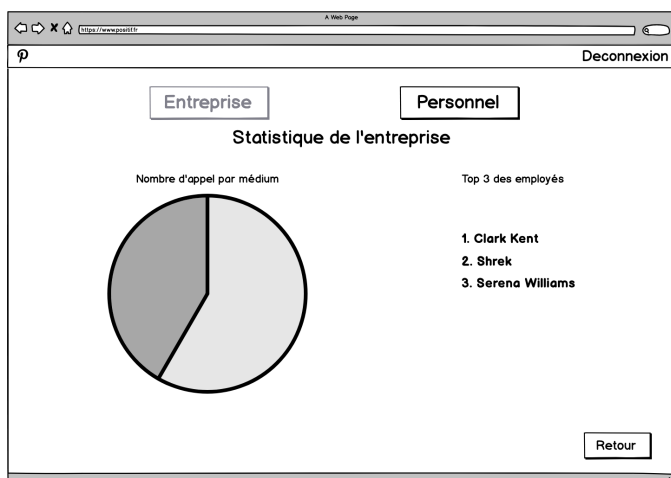 A Web Page
https://www.positif.fr
Deconnexion
Entreprise
Personnel
Statistique de l'entreprise
Nombre d'appel par médium
Top 3 des employés
1. Clark Kent
2. Shrek
3. Serena Williams
Retour